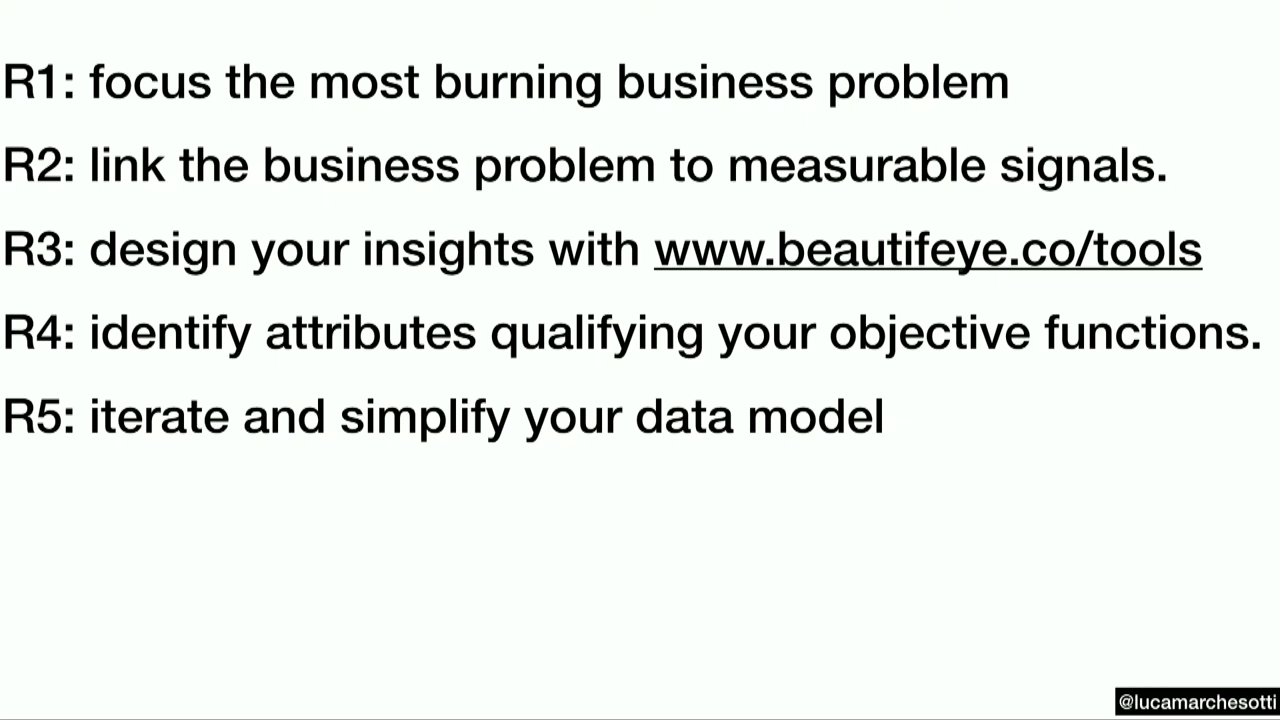 R1: focus the most burning business problem
R2: link the business problem to measurable signals.
R3: design your insights with www.beautifeye.co/tools
R4: identify attributes qualifying your objective functions.
R5: iterate and simplify your data model
@lucamarchesotti